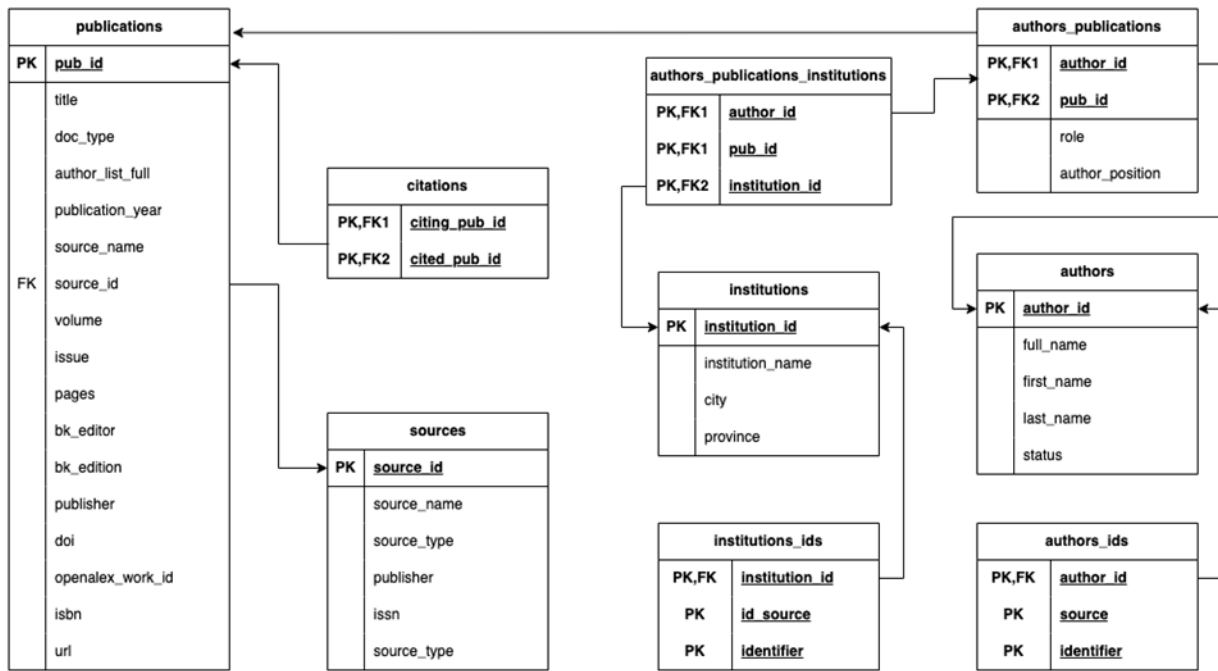 publications
PK pub_id
title
doc_type
author_list_full
publication_year
source_name
FK source_id
volume
issue
pages
bk_editor
bk_edition
publisher
doi
openalex_work_id
isbn
url
citations
PK,FK1 citing_pub_id
PK,FK2 cited_pub_id
sources
PK source_id
source_name
source_type
publisher
issn
source_type
authors_publications_institutions
PK,FK1 author_id
PK,FK1 pub_id
PK,FK2 institution_id
institutions
PK institution_id
institution_name
city
province
institutions_ids
PK,FK institution_id
PK id_source
PK identifier
authors_publications
PK,FK1 author_id
PK,FK2 pub_id
role
author_position
authors
PK author_id
full_name
first_name
last_name
status
authors_ids
PK,FK author_id
PK source
PK identifier